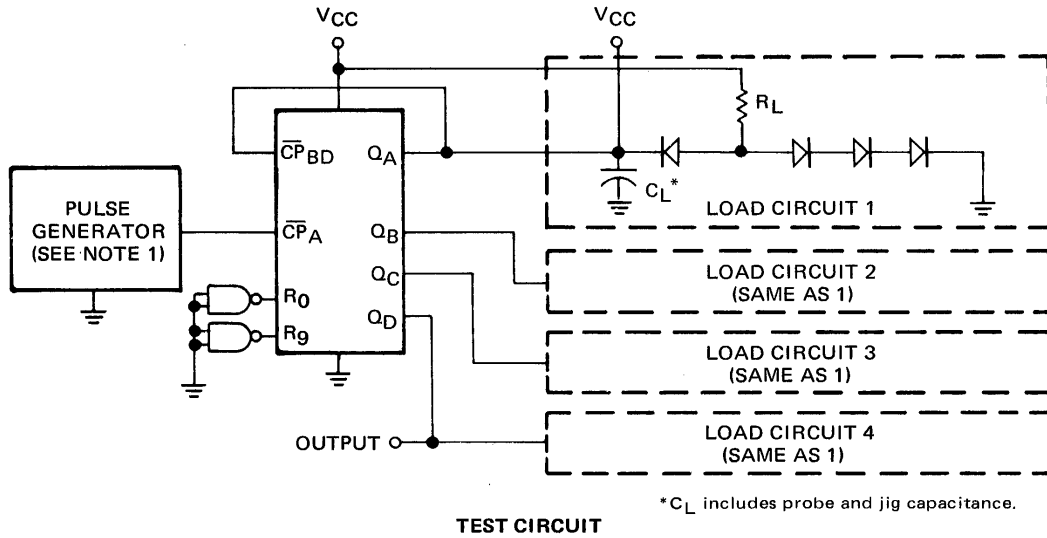 VCC
VCC
RL
C̅P̅BD
QA
CL*
PULSE
GENERATOR
(SEE NOTE 1)
C̅P̅A
LOAD CIRCUIT 1
QB
QC
LOAD CIRCUIT 2
(SAME AS 1)
R0
QD
R9
LOAD CIRCUIT 3
(SAME AS 1)
OUTPUT
LOAD CIRCUIT 4
(SAME AS 1)
*CL includes probe and jig capacitance.
TEST CIRCUIT